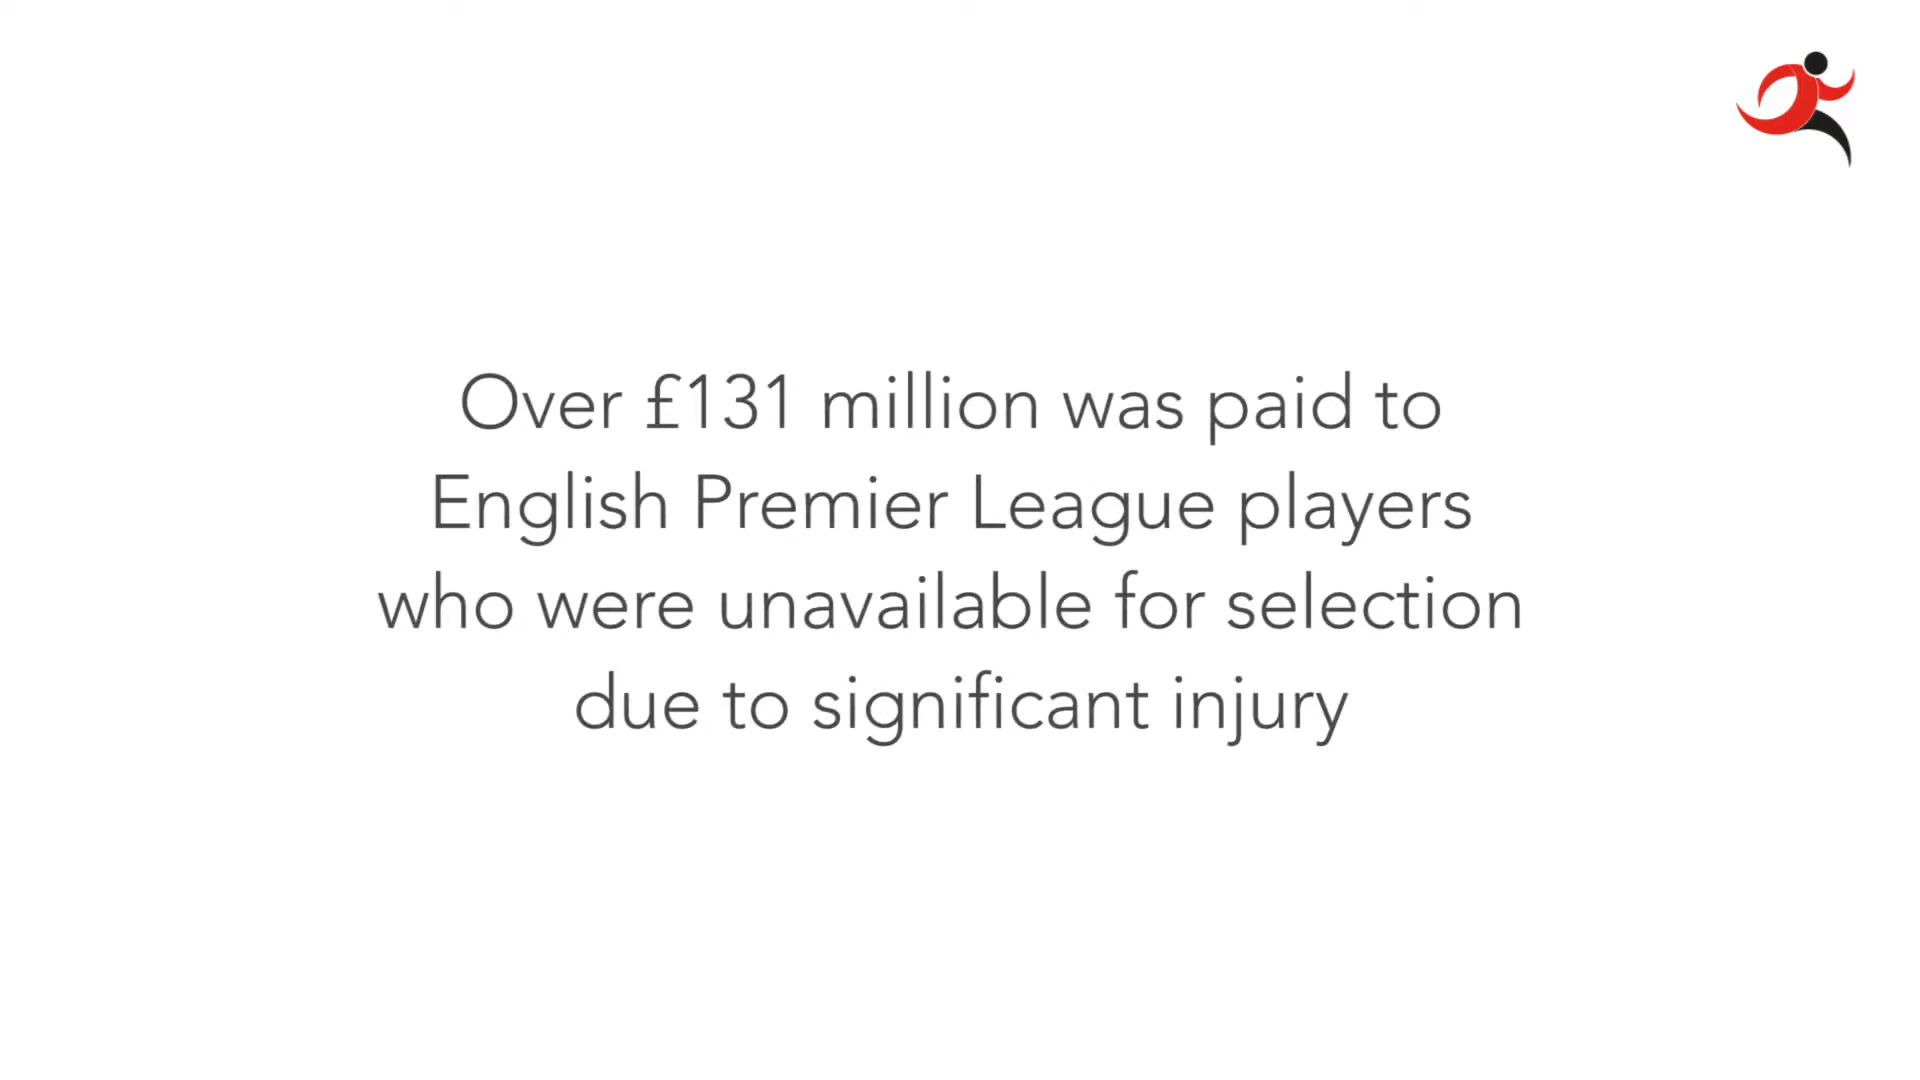 Over £131 million was paid to
English Premier League players
who were unavailable for selection
due to significant injury